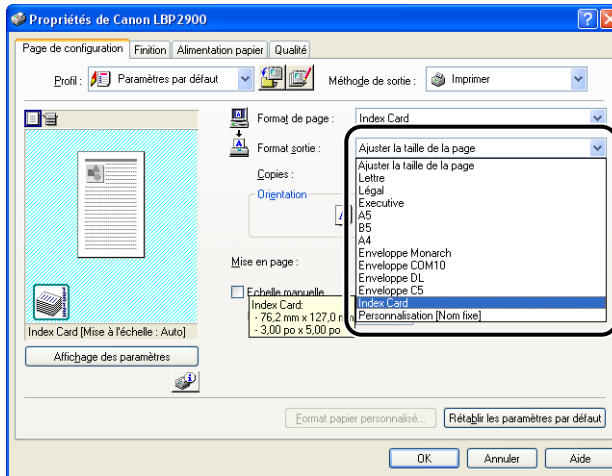 Propriétés de Canon LBP2900
Page de configuration Finition Alimentation papier Qualité
Profil : Paramètres par défaut Méthode de sortie : Imprimer
Format de page : Index Card
Format sortie : Ajuster la taille de la page
Ajuster la taille de la page
Lettre
Légal
Executive
A5
B5
A4
Enveloppe Monarch
Enveloppe COM10
Enveloppe DL
Enveloppe C5
Index Card
Personnalisation [Nom fixe]
Copies :
Orientation
A
Mise en page :
Echelle manuelle
Index Card:
- 76,2 mm x 127,0 m
- 3,00 po x 5,00 po
Index Card [Mise à l'échelle : Auto]
Affichage des paramètres
Format papier personnalisé... Rétablir les paramètres par défaut
OK Annuler Aide